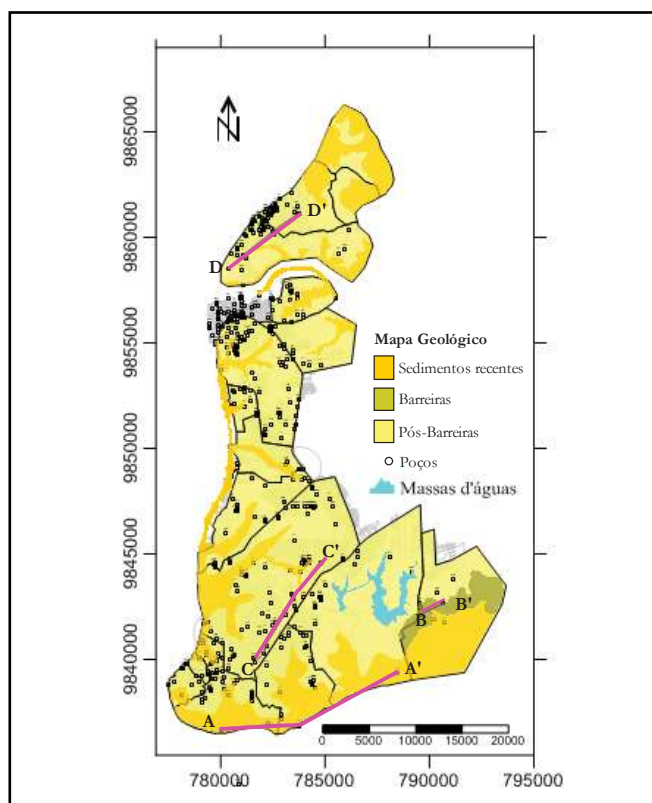 N
9865000
9860000
9855000
9850000
9845000
9840000
D'
D
Mapa Geológico
Sedimentos recentes
Barreiras
Pós-Barreiras
Poços
Massas d'águas
C'
B B'
C
A'
A
0 5000 10000 15000 20000
780000 785000 790000 795000